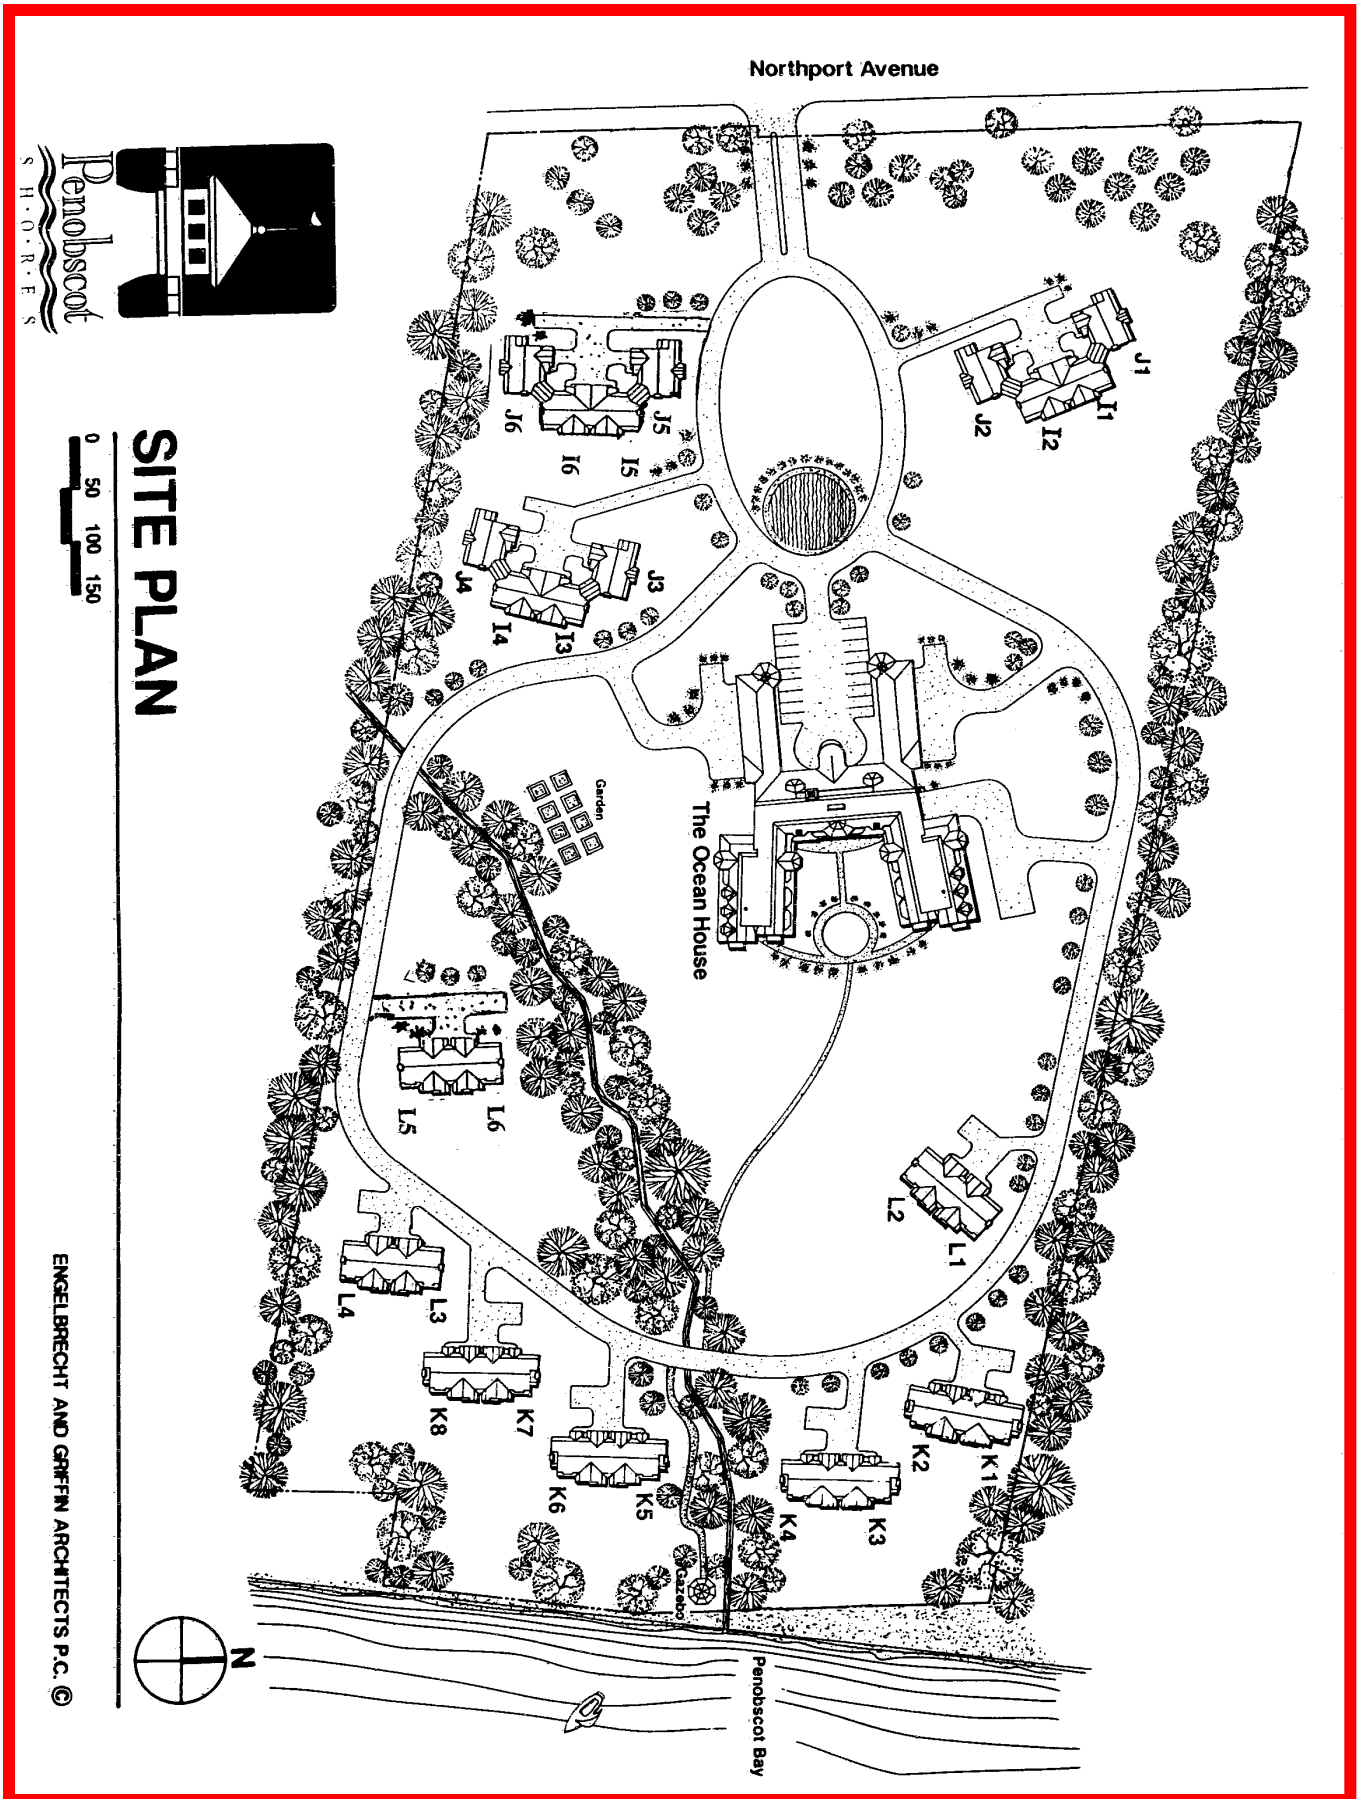 Northport Avenue
Penobscot
S·H·O·R·E·S
SITE PLAN
0 50 100 150
J1
I1
I2
J2
J5
J6
I5
I6
J3
J4
I3
I4
Garden
The Ocean House
L6
L5
L2
L1
L3
L4
K7
K8
K5
K6
K3
K4
K1
K2
Gazebo
Penobscot Bay
N
ENGELBRECHT AND GRIFFIN ARCHITECTS P.C. ©